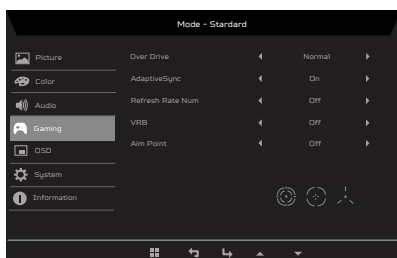 Mode - Stardard
Picture
Over Drive Normal
Color
AdaptiveSync On
Audio
Refresh Rate Num Off
Gaming
VRB Off
OSD
Aim Point Off
System
Information